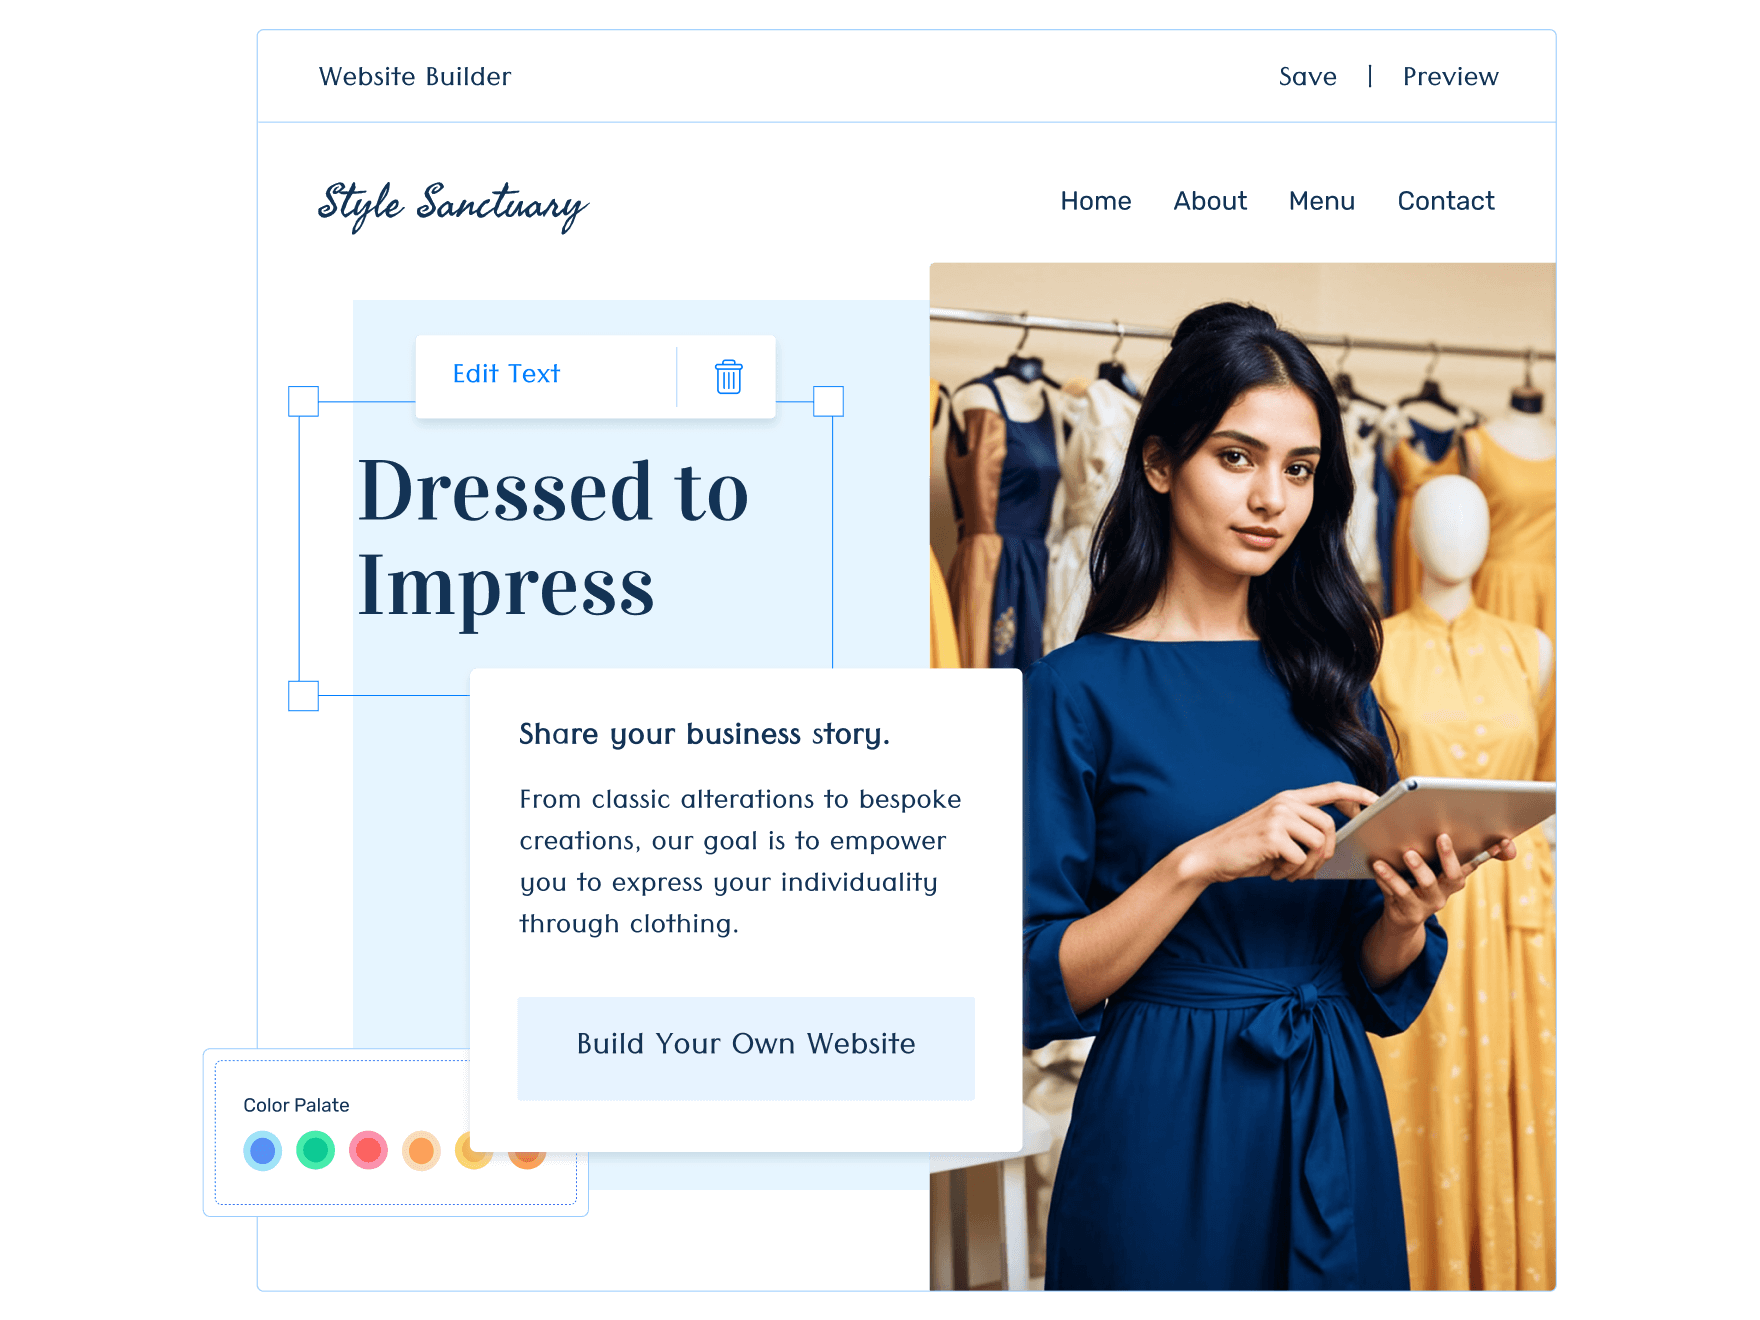 Website Builder
Save | Preview
Style Sanctuary
Home About Menu Contact
Edit Text
Dressed to
Impress
Share your business story.
From classic alterations to bespoke
creations, our goal is to empower
you to express your individuality
through clothing.
Build Your Own Website
Color Palate